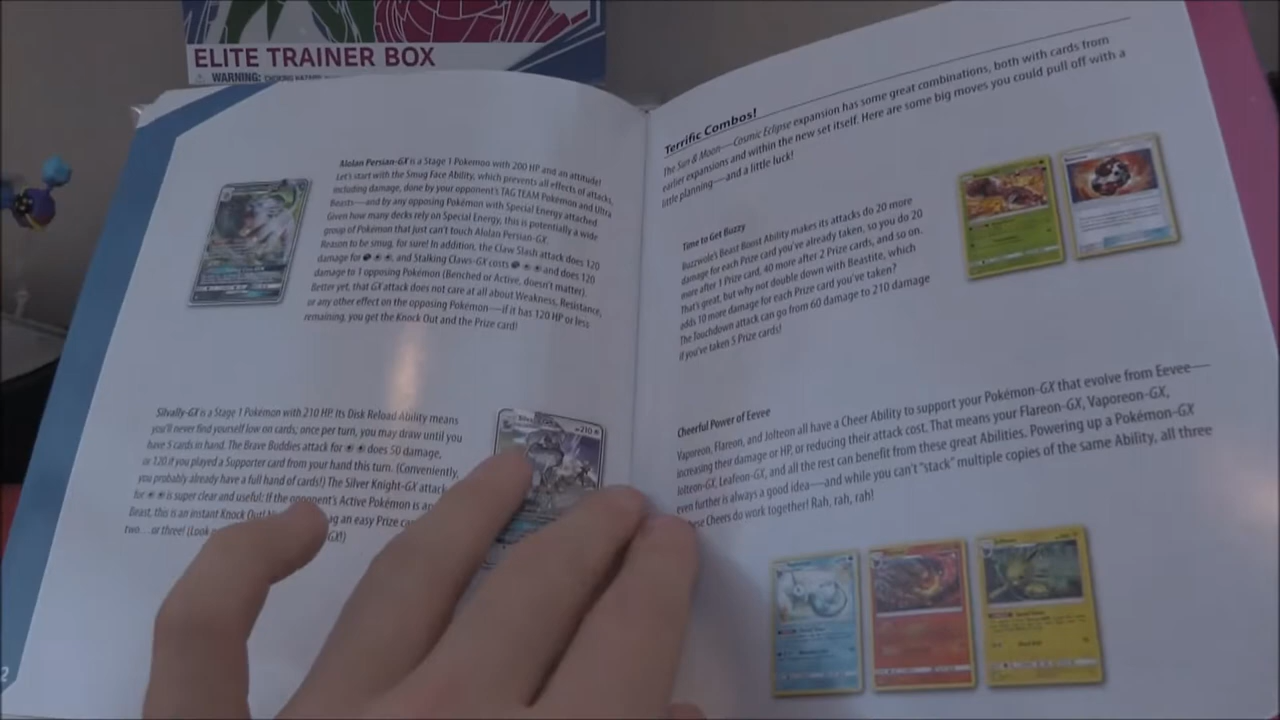 ELITE TRAINER BOX
WARNING: CHOKING HAZARD
Alolan Persian-GX is a Stage 1 Pokémon with 200 HP and an attitude!
Let's start with the Smug Face Ability, which prevents all effects of attacks,
including damage, done by your opponent's TAG TEAM Pokémon and Ultra
Beasts—and by any opposing Pokémon with Special Energy attached.
Given how many decks rely on Special Energy, this is potentially a wide
group of Pokémon that just can't touch Alolan Persian-GX.
Reason to be smug, for sure! In addition, the Claw Slash attack does 120
damage for and Stalking Claws-GX costs and does 120
damage to 1 opposing Pokémon (Benched or Active, doesn't matter).
Better yet, that GX attack does not care at all about Weakness, Resistance,
or any other effect on the opposing Pokémon—if it has 120 HP or less
remaining, you get the Knock Out and the Prize card!
Silvally-GX is a Stage 1 Pokémon with 210 HP. Its Disk Reload Ability means
you'll never find yourself low on cards; once per turn, you may draw until you
have 5 cards in hand. The Brave Buddies attack for does 50 damage,
or 120 if you played a Supporter card from your hand this turn. (Conveniently,
you probably already have a full hand of cards!) The Silver Knight-GX attack
for is super clear and useful: If the opponent's Active Pokémon is an
Beast, this is an instant Knock Out! an easy Prize
two... or three! (Look GX!)
210
2
Terrific Combos!
The Sun & Moon—Cosmic Eclipse expansion has some great combinations, both with cards from
earlier expansions and within the new set itself. Here are some big moves you could pull off with a
little planning—and a little luck!
Time to Get Buzzy
Buzzwole's Beast Boost Ability makes its attacks do 20 more
damage for each Prize card you've already taken, so you do 20
more after 1 Prize card, 40 more after 2 Prize cards, and so on.
That's great, but why not double down with Beastite, which
adds 10 more damage for each Prize card you've taken?
The Touchdown attack can go from 60 damage to 210 damage
if you've taken 5 Prize cards!
Cheerful Power of Eevee
Vaporeon, Flareon, and Jolteon all have a Cheer Ability to support your Pokémon-GX that evolve from Eevee—
increasing their damage or HP, or reducing their attack cost. That means your Flareon-GX, Vaporeon-GX,
Jolteon-GX, Leafeon-GX, and all the rest can benefit from these great Abilities. Powering up a Pokémon-GX
even further is always a good idea—and while you can't "stack" multiple copies of the same Ability, all three
these Cheers do work together! Rah, rah, rah!